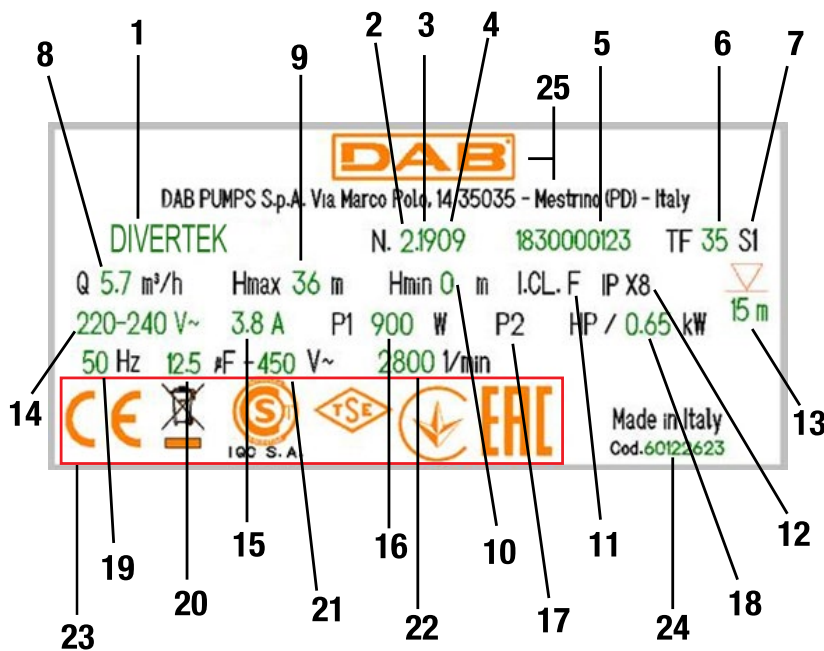 1 2 3 4 5 6 7
8 9 25
DAB
DAB PUMPS S.p.A. Via Marco Polo, 14 35035 - Mestrino (PD) - Italy
DIVERTEK N. 2.1909 1830000123 TF 35 S1
Q 5.7 m³/h Hmax 36 m Hmin 0 m I.CL. F IP X8
220-240 V~ 3.8 A P1 900 W P2 HP / 0.65 kW 15 m
50 Hz 12.5 µF - 450 V~ 2800 1/min
14 13
CE S T TSE EAC Made in Italy
IQC S.A. Cod.60122623
19 20 15 21 16 22 10 17 11 24 18 12
23